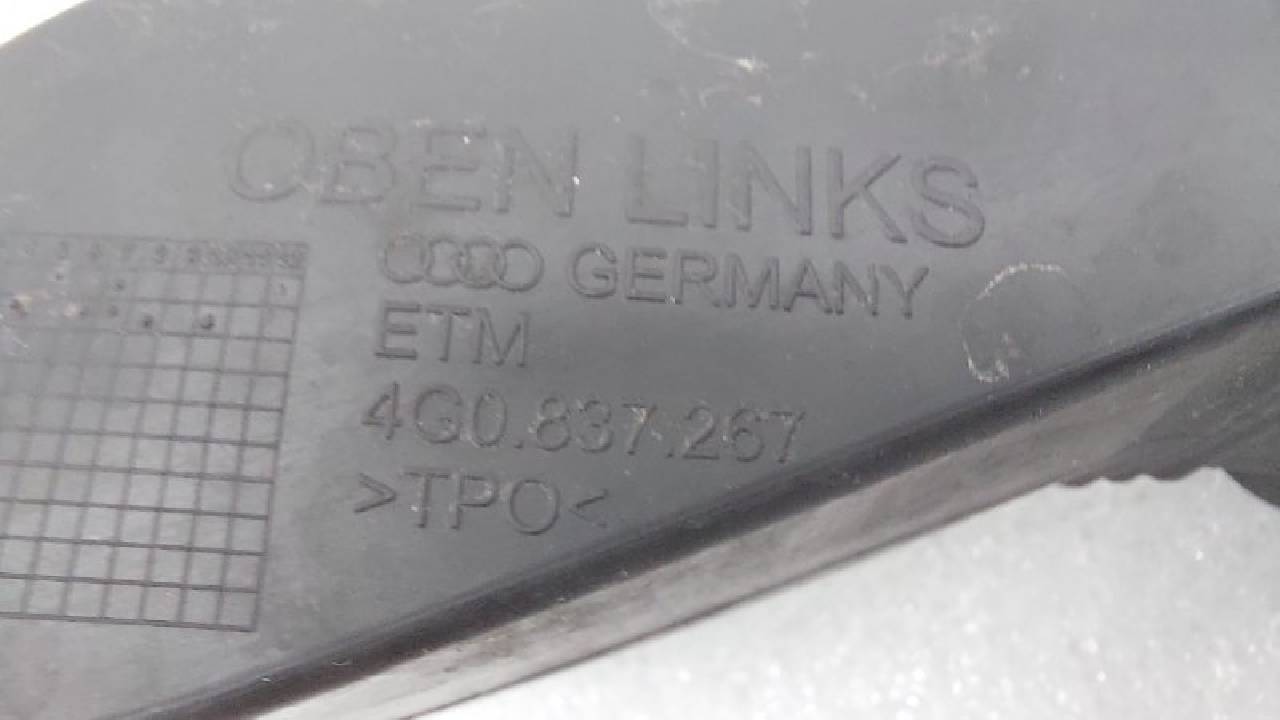 OBEN LINKS
GERMANY
ETM
4G0.837.267
>TPO<